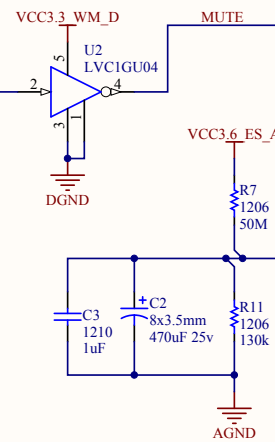 VCC3.3_WM_D
MUTE
U2
LVC1GU04
5
2
4
3
1
DGND
VCC3.6_ES_A
R7
1206
50M
C3
1210
1uF
+
C2
8x3.5mm
470uF 25v
R11
1206
130k
AGND